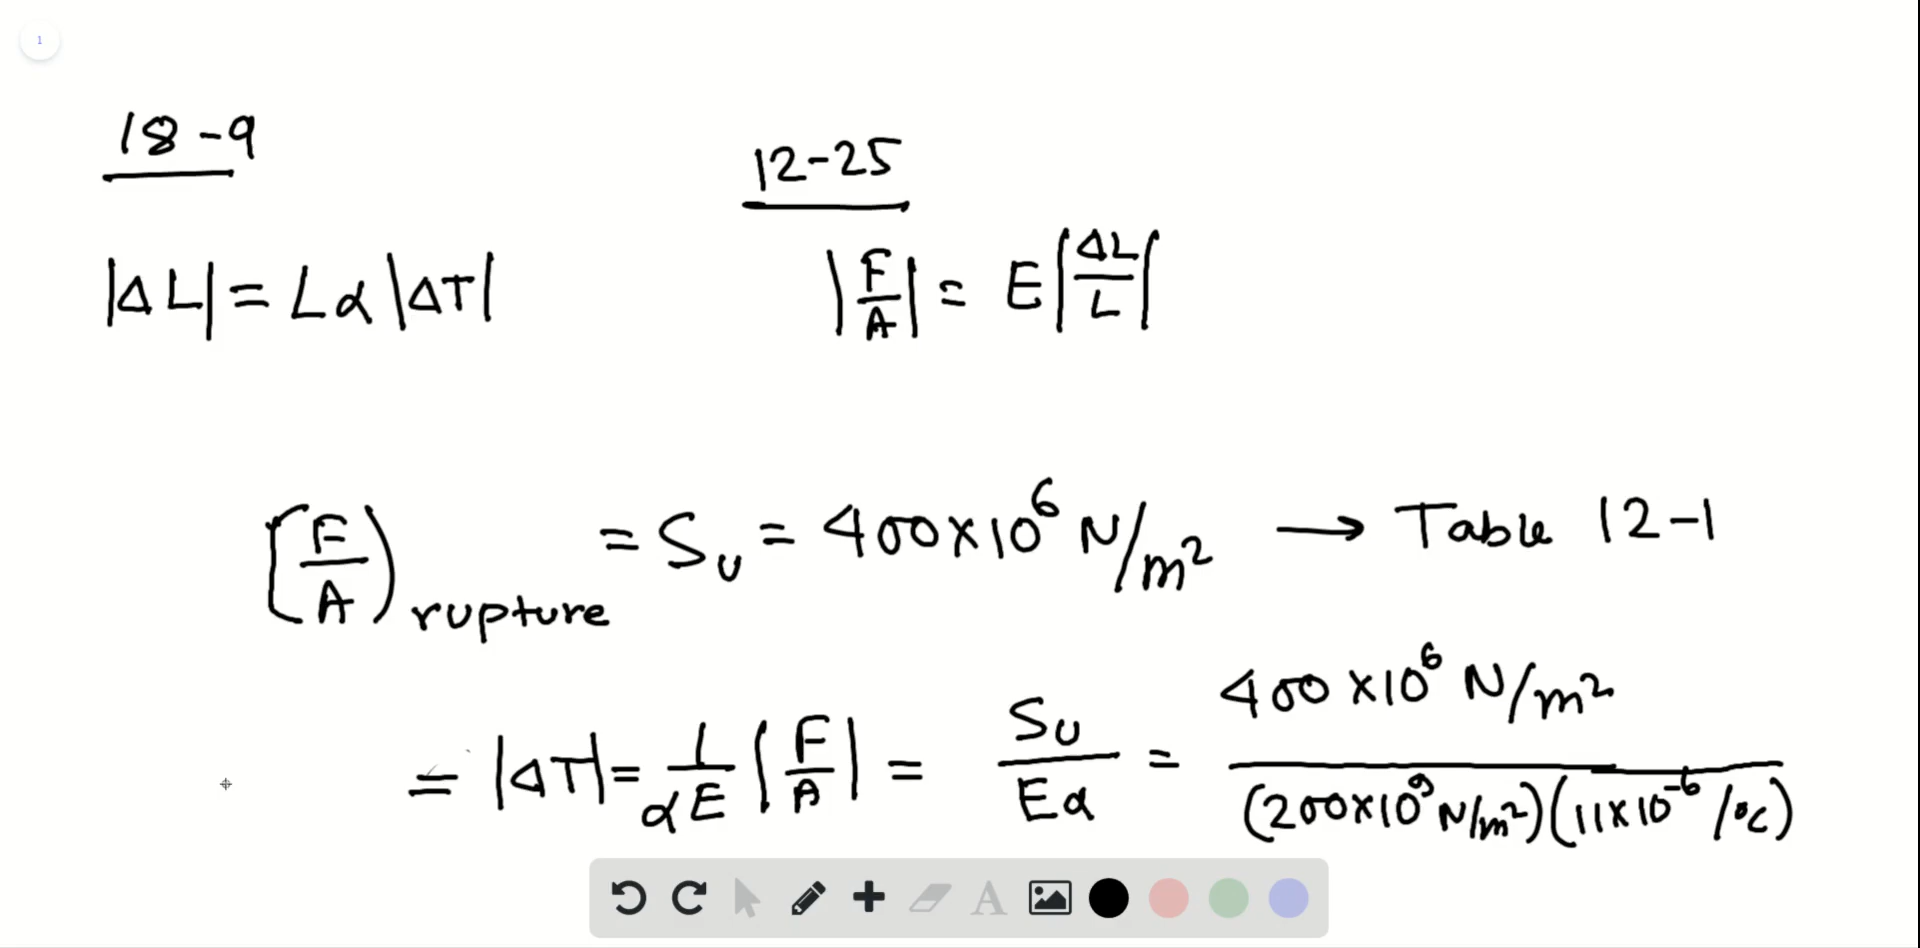 1
18-9
12-25
|ΔL| = Lα|ΔT|
|F/A| = E|ΔL/L|
(F/A)rupture = Su = 400×10^6 N/m^2 → Table 12-1
= |ΔT| = 1/αE |F/A| = Su/Eα = 400×10^6 N/m^2 / (200×10^9 N/m^2)(11×10^-6 /°C)
A